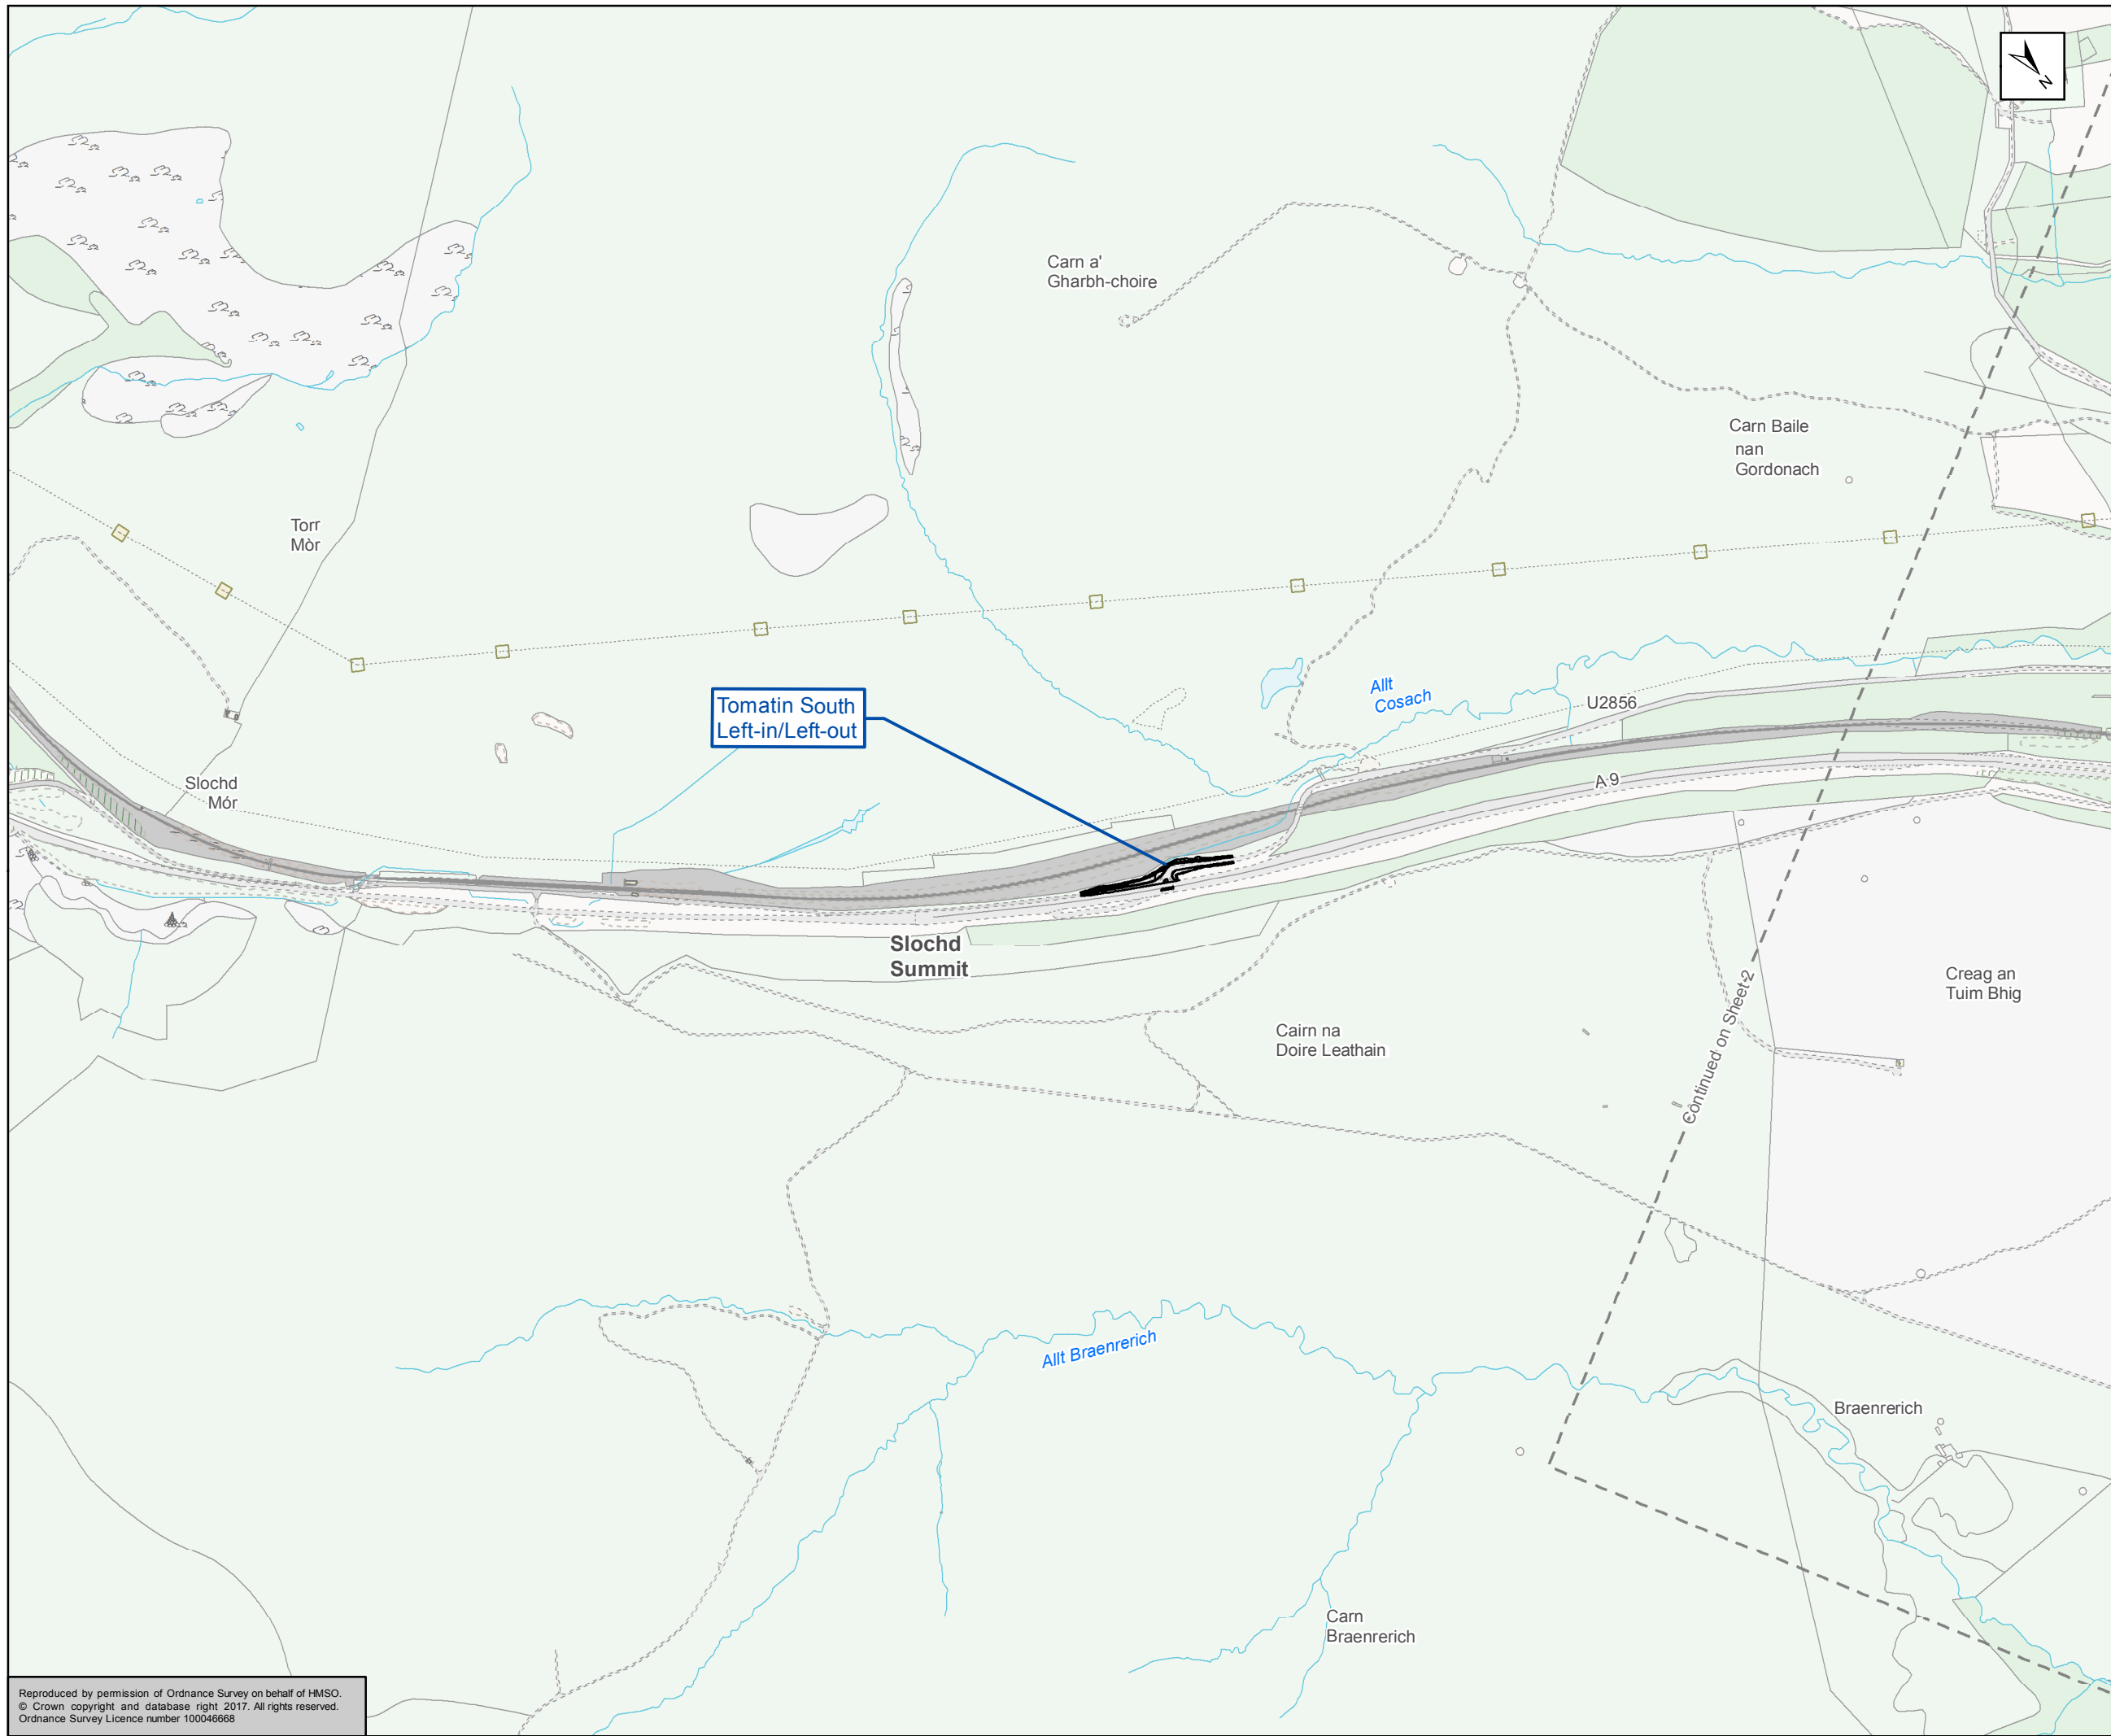 N
Carn a'
Gharbh-choire
Carn Baile
nan
Gordonach
Torr
Mòr
Tomatin South
Left-in/Left-out
Allt
Cosach
U2856
A 9
Slochd
Mór
Slochd
Summit
Creag an
Tuim Bhig
Cairn na
Doire Leathain
Continued on Sheet 2
Allt Braenrerich
Braenrerich
Carn
Braenrerich
Reproduced by permission of Ordnance Survey on behalf of HMSO.
© Crown copyright and database right 2017. All rights reserved.
Ordnance Survey Licence number 100046668